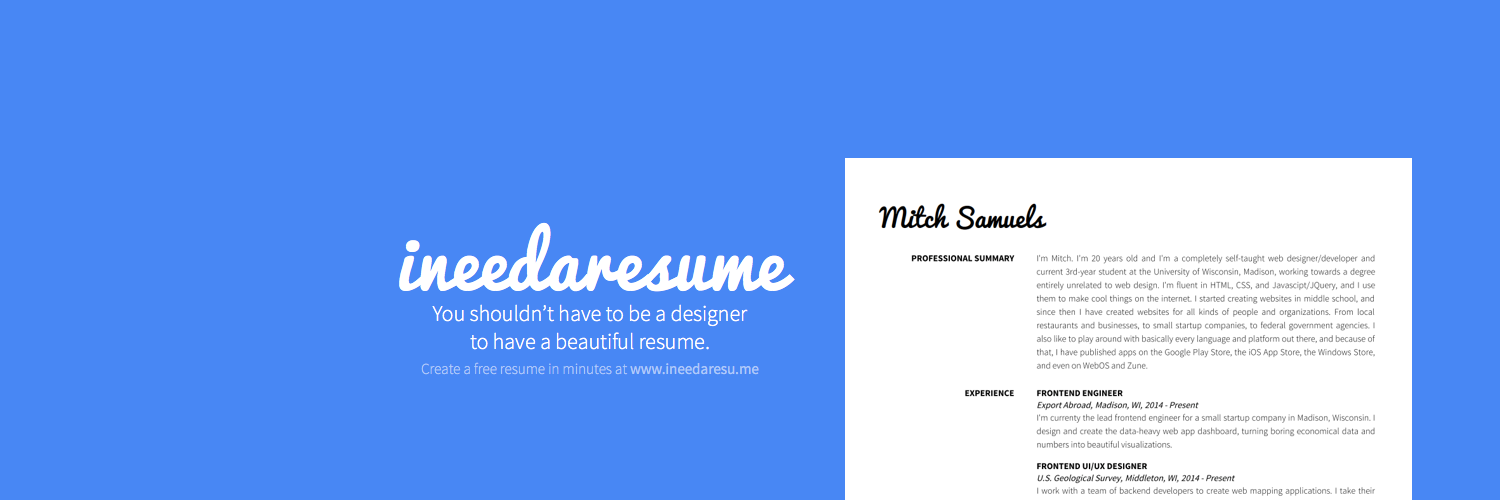 ineedaresume
You shouldn't have to be a designer
to have a beautiful resume.
Create a free resume in minutes at www.ineedaresu.me
Mitch Samuels
PROFESSIONAL SUMMARY
I'm Mitch. I'm 20 years old and I'm a completely self-taught web designer/developer and
current 3rd-year student at the University of Wisconsin, Madison, working towards a degree
entirely unrelated to web design. I'm fluent in HTML, CSS, and Javascipt/JQuery, and I use
them to make cool things on the internet. I started creating websites in middle school, and
since then I have created websites for all kinds of people and organizations. From local
restaurants and businesses, to small startup companies, to federal government agencies. I
also like to play around with basically every language and platform out there, and because of
that, I have published apps on the Google Play Store, the iOS App Store, the Windows Store,
and even on WebOS and Zune.
EXPERIENCE
FRONTEND ENGINEER
Export Abroad, Madison, WI, 2014 - Present
I'm currenty the lead frontend engineer for a small startup company in Madison, Wisconsin. I
design and create the data-heavy web app dashboard, turning boring economical data and
numbers into beautiful visualizations.
FRONTEND UI/UX DESIGNER
U.S. Geological Survey, Middleton, WI, 2014 - Present
I work with a team of backend developers to create web mapping applications. I take their